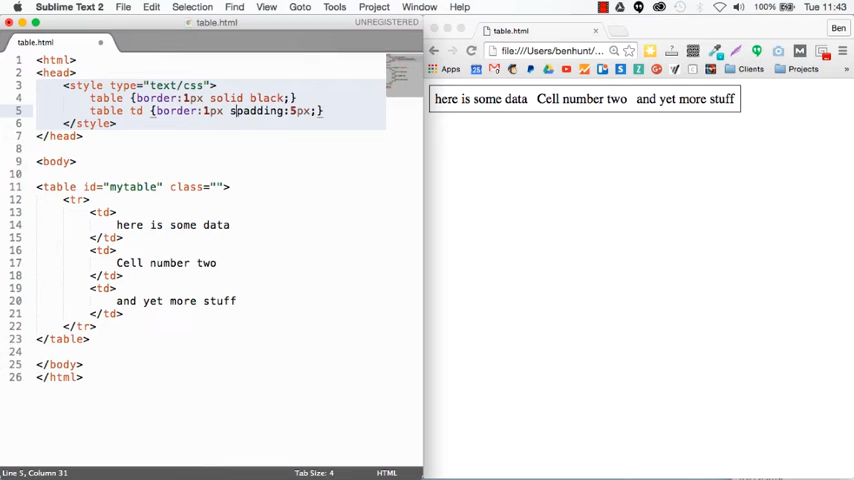 Sublime Text 2 File Edit Selection Find View Goto Tools Project Window Help 100% Tue 11:43
table.html UNREGISTERED
table.html
1 <html>
2 <head>
3 <style type="text/css">
4 table {border:1px solid black;}
5 table td {border:1px spadding:5px;}
6 </style>
7 </head>
8
9 <body>
10
11 <table id="mytable" class="">
12 <tr>
13 <td>
14 here is some data
15 </td>
16 <td>
17 Cell number two
18 </td>
19 <td>
20 and yet more stuff
21 </td>
22 </tr>
23 </table>
24
25 </body>
26 </html>
Line 5, Column 31 Tab Size: 4 HTML
table.html Ben
file:///Users/benhunt/Des
Apps Clients Projects
here is some data Cell number two and yet more stuff